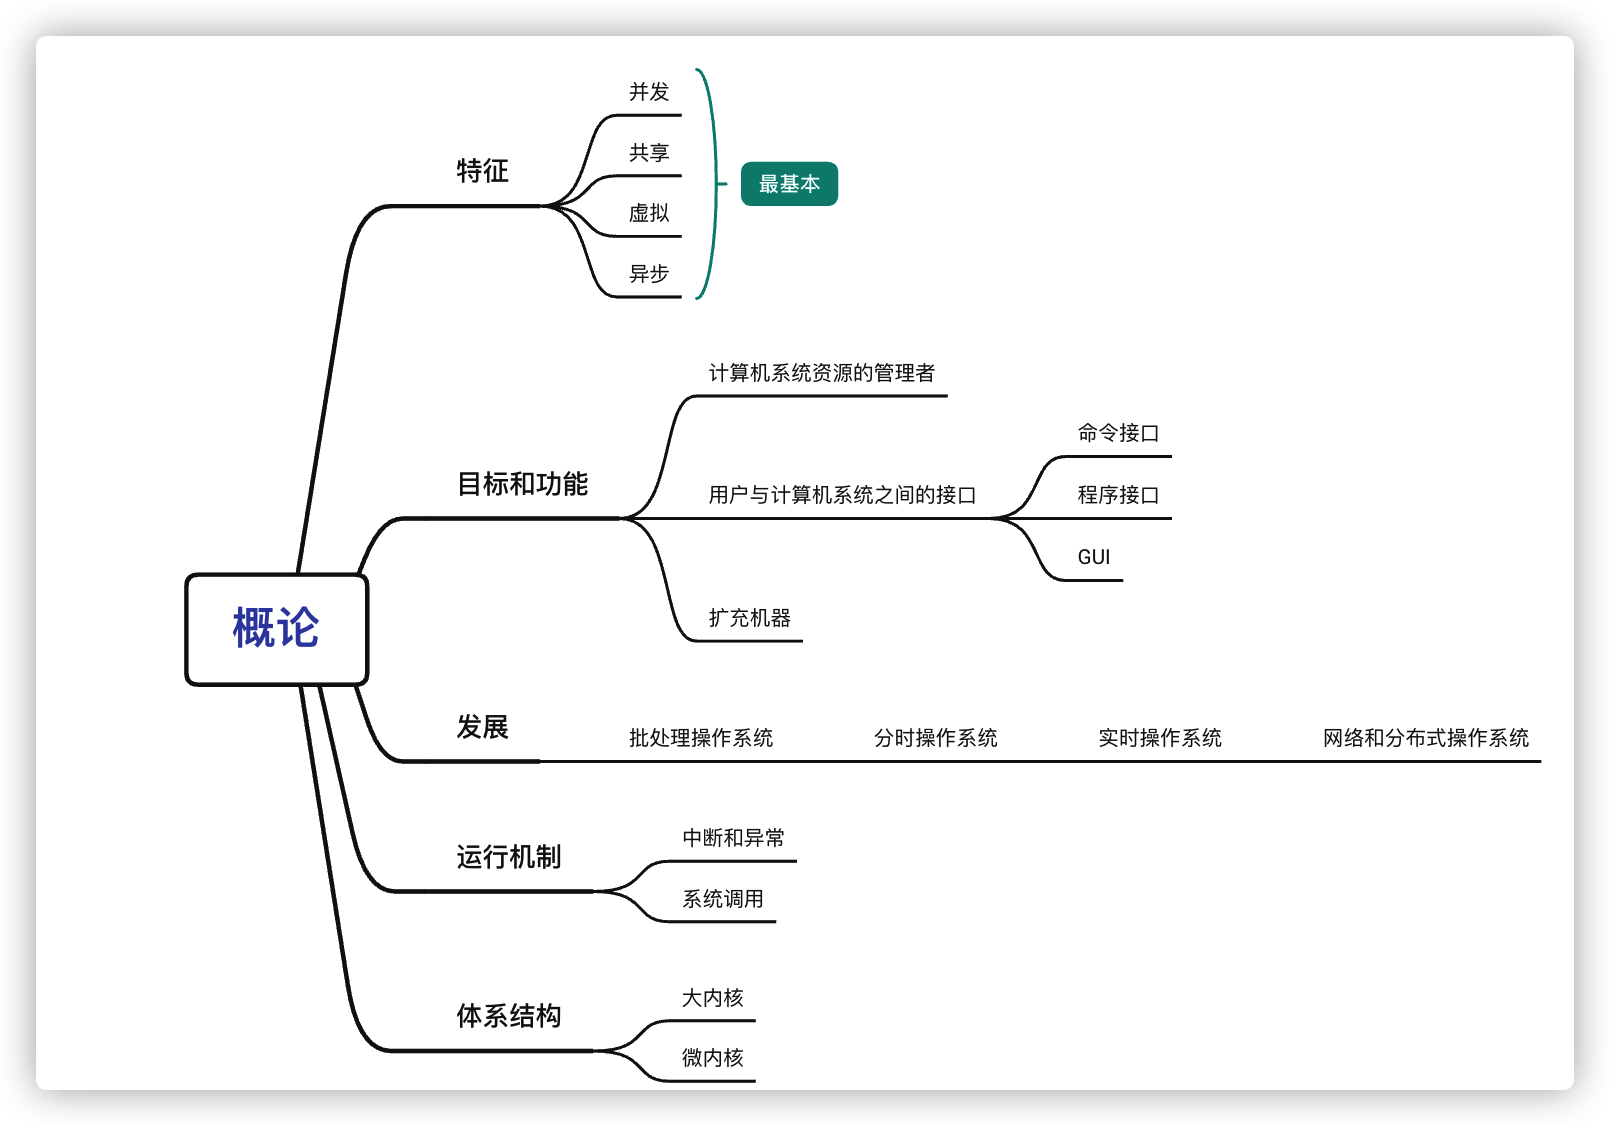 并发
共享
特征
最基本
虚拟
异步
计算机系统资源的管理者
命令接口
目标和功能
用户与计算机系统之间的接口
程序接口
GUI
扩充机器
概论
发展
批处理操作系统
分时操作系统
实时操作系统
网络和分布式操作系统
中断和异常
运行机制
系统调用
大内核
体系结构
微内核